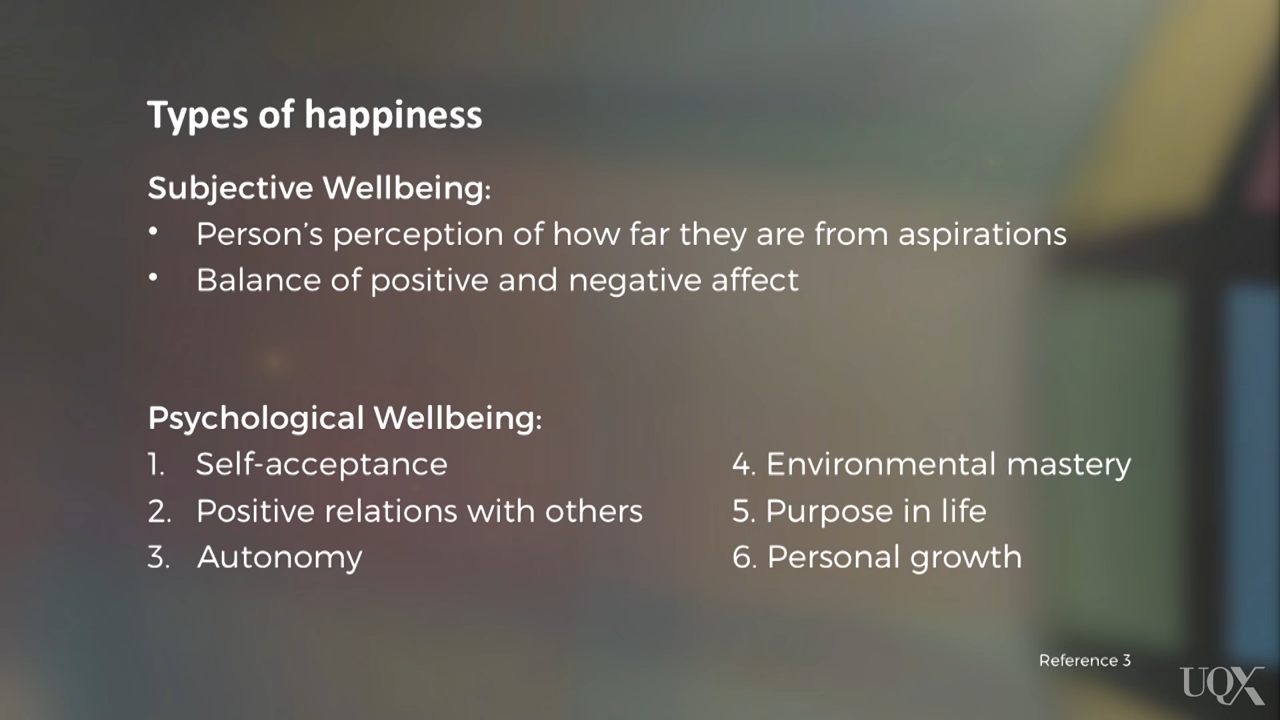 Types of happiness
Subjective Wellbeing:
• Person's perception of how far they are from aspirations
• Balance of positive and negative affect
Psychological Wellbeing:
1. Self-acceptance
2. Positive relations with others
3. Autonomy
4. Environmental mastery
5. Purpose in life
6. Personal growth
Reference 3
UQX